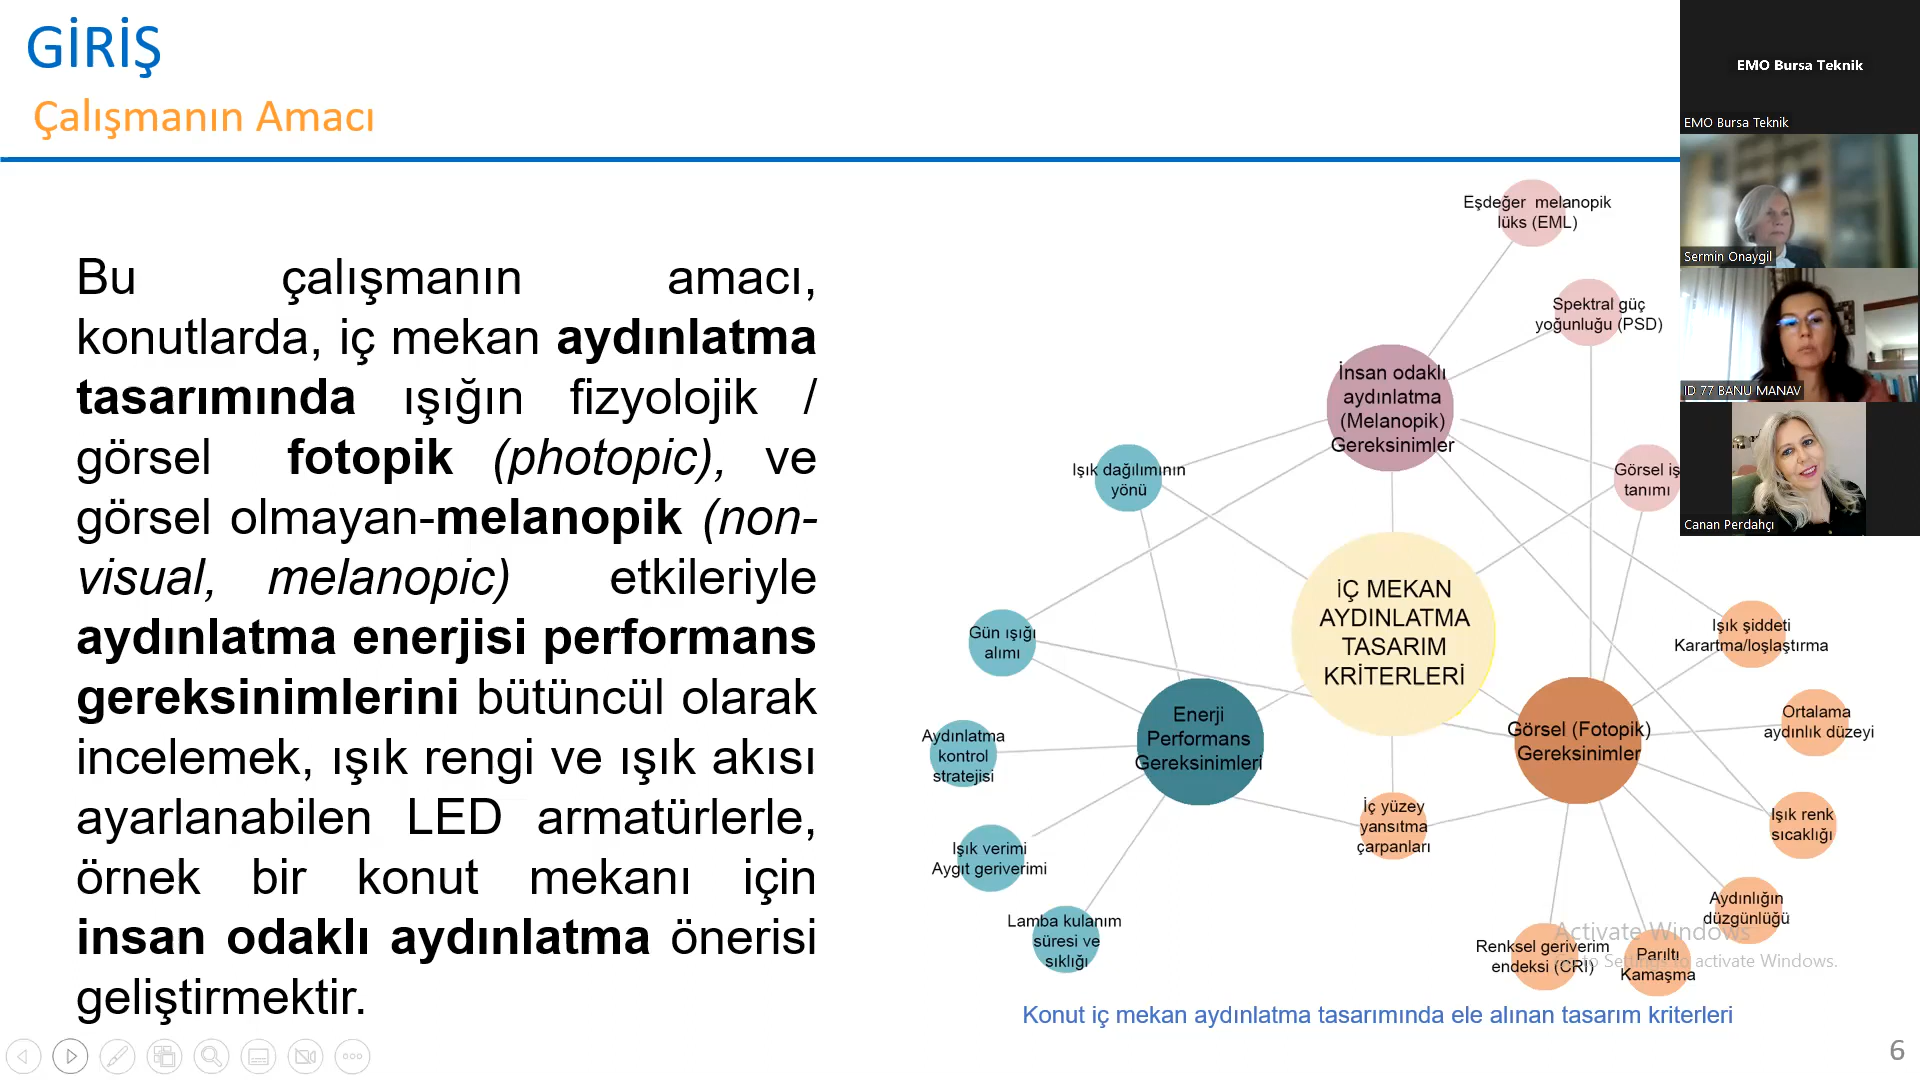 GİRİŞ
Çalışmanın Amacı
Bu çalışmanın amacı,
konutlarda, iç mekan aydınlatma
tasarımında ışığın fizyolojik /
görsel fotopik (photopic), ve
görsel olmayan-melanopik (non-
visual, melanopic) etkileriyle
aydınlatma enerjisi performans
gereksinimlerini bütüncül olarak
incelemek, ışık rengi ve ışık akısı
ayarlanabilen LED armatürlerle,
örnek bir konut mekanı için
insan odaklı aydınlatma önerisi
geliştirmektir.
Eşdeğer melanopik
lüks (EML)
Spektral güç
yoğunluğu (PSD)
İnsan odaklı
aydınlatma
(Melanopik)
Gereksinimler
Işık dağılımının
yönü
Görsel iş
tanımı
İÇ MEKAN
AYDINLATMA
TASARIM
KRİTERLERİ
Gün ışığı
alımı
Işık şiddeti
Karartma/loşlaştırma
Enerji
Performans
Gereksinimleri
Görsel (Fotopik)
Gereksinimler
Ortalama
aydınlık düzeyi
Aydınlatma
kontrol
stratejisi
İç yüzey
yansıtma
çarpanları
Işık renk
sıcaklığı
Işık verimi
Aygıt geriverimi
Aydınlığın
düzgünlüğü
Lamba kullanım
süresi ve
sıklığı
Renksel geriverim
endeksi (CRI)
Parıltı
Kamaşma
Activate Windows
Go to Settings to activate Windows.
Konut iç mekan aydınlatma tasarımında ele alınan tasarım kriterleri
6
EMO Bursa Teknik
EMO Bursa Teknik
Sermin Onaygil
ID 77 BANU MANAV
Canan Perdahçı